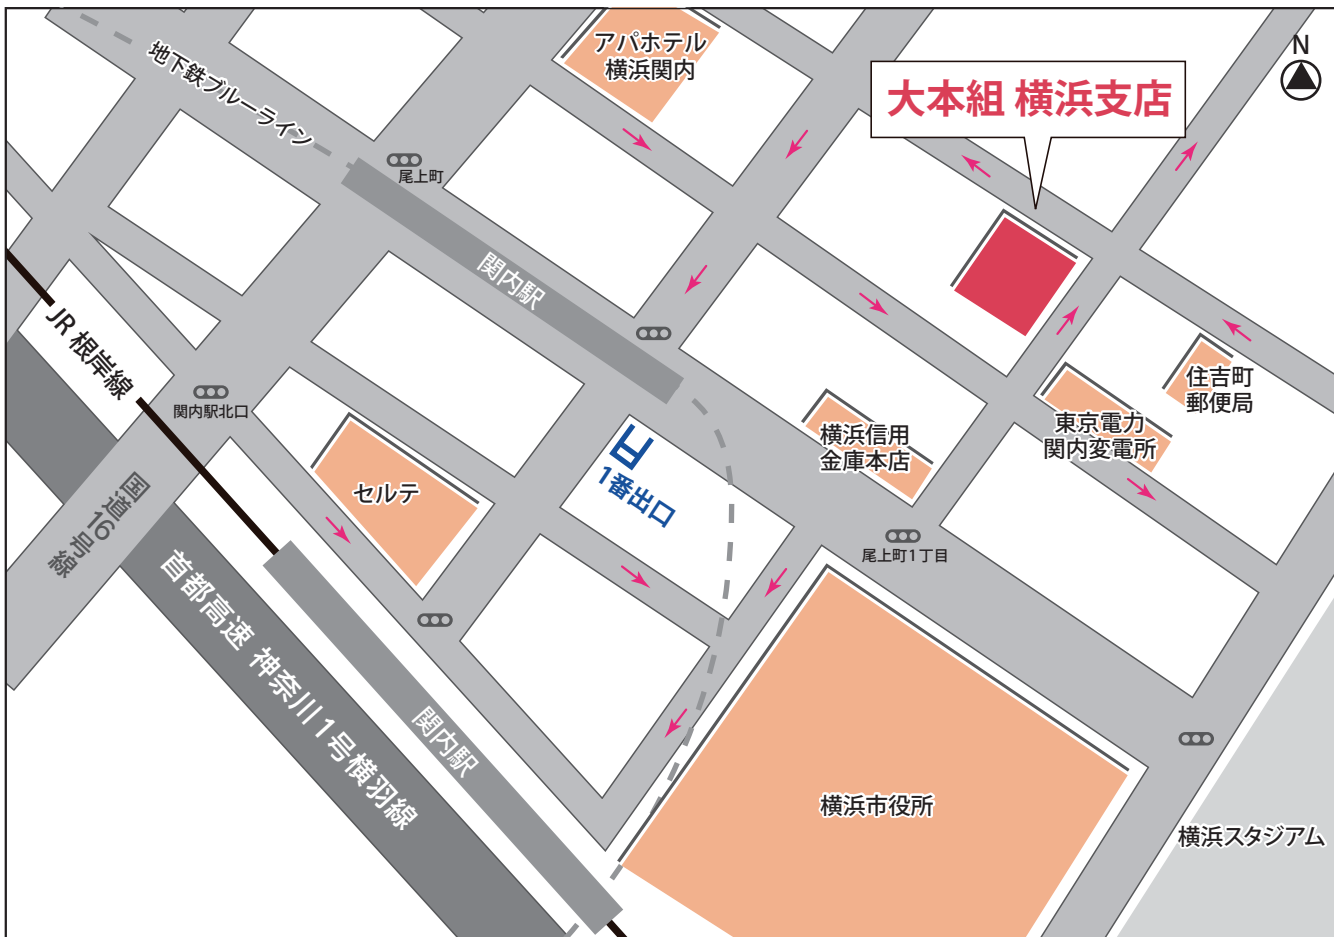 アパホテル
横浜関内
N
大本組 横浜支店
地下鉄ブルーライン
尾上町
関内駅
JR 根岸線
関内駅北口
住吉町
郵便局
東京電力
関内変電所
横浜信用
金庫本店
1番出口
セルテ
国道16号線
尾上町1丁目
首都高速 神奈川1号横羽線
関内駅
横浜市役所
横浜スタジアム